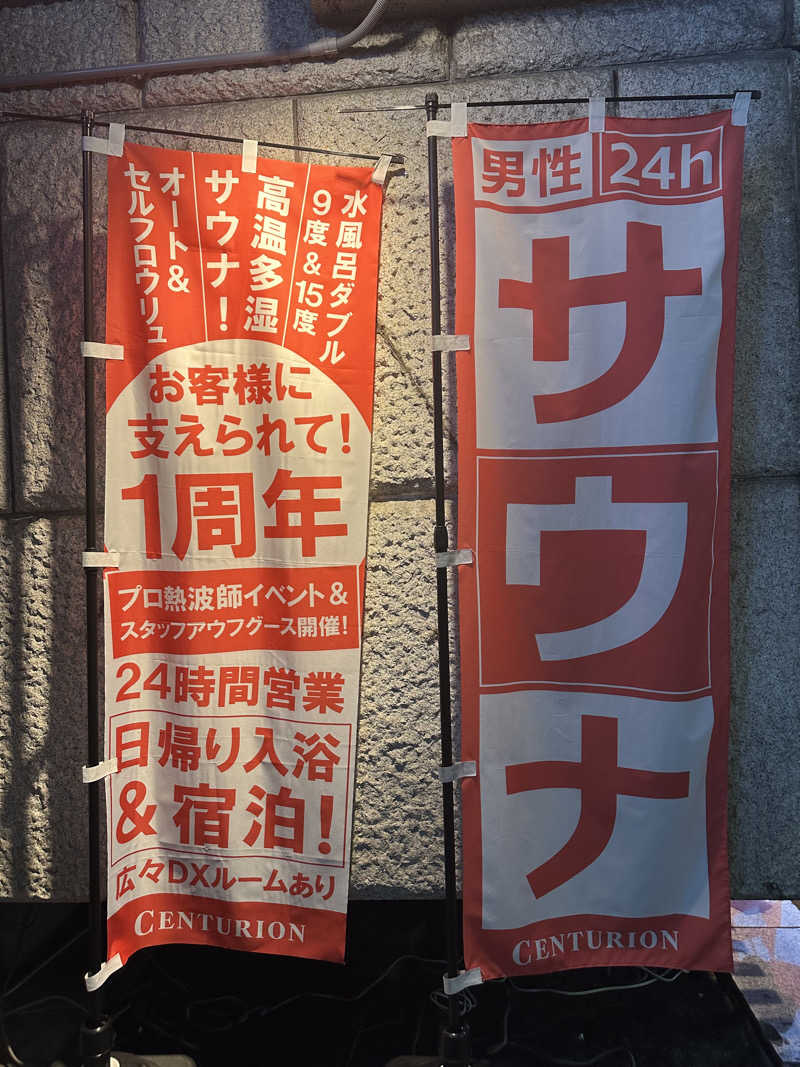 水風呂ダブル
9度&15度
高温多湿
サウナ!
オート&
セルフロウリュ
お客様に
支えられて!
1周年
プロ熱波師イベント&
スタッフアウフグース開催!
24時間営業
日帰り入浴
&宿泊!
広々DXルームあり
CENTURION
男性 24h
サウナ
CENTURION